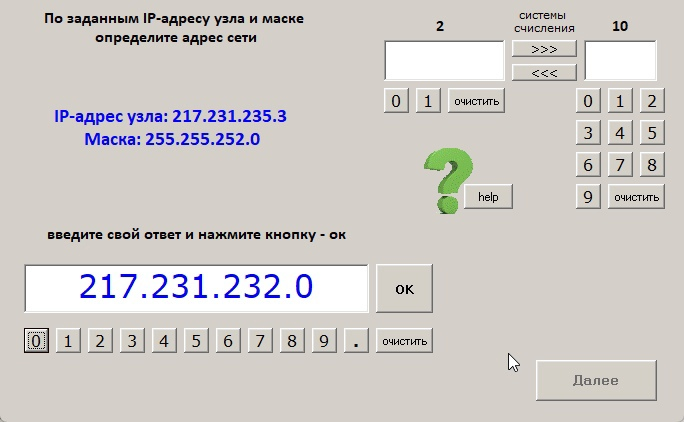 По заданным IP-адресу узла и маске
определите адрес сети
IP-адрес узла: 217.231.235.3
Маска: 255.255.252.0
2
системы
счисления
10
>>>
<<<
0 1 очистить
0 1 2
3 4 5
6 7 8
9 очистить
help
введите свой ответ и нажмите кнопку - ок
217.231.232.0
ок
0 1 2 3 4 5 6 7 8 9 . очистить
Далее